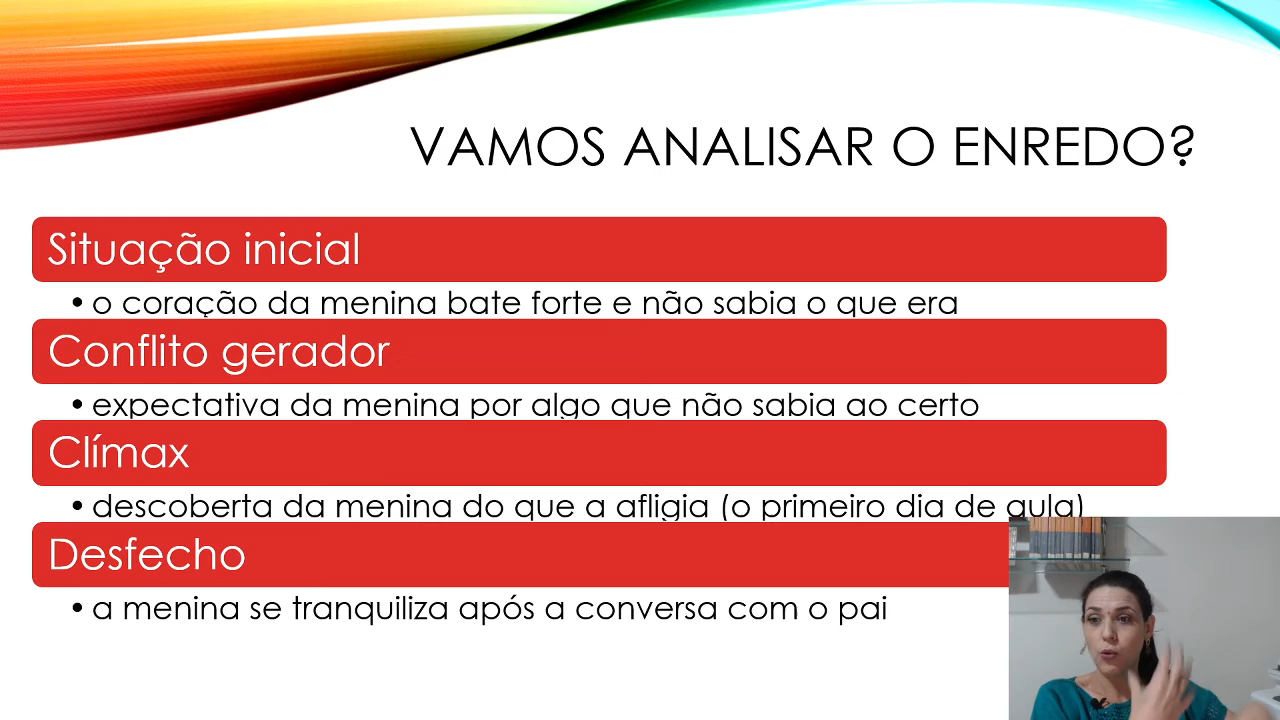 VAMOS ANALISAR O ENREDO?
Situação inicial
• o coração da menina bate forte e não sabia o que era
Conflito gerador
• expectativa da menina por algo que não sabia ao certo
Clímax
• descoberta da menina do que a afligia (o primeiro dia de aula)
Desfecho
• a menina se tranquiliza após a conversa com o pai